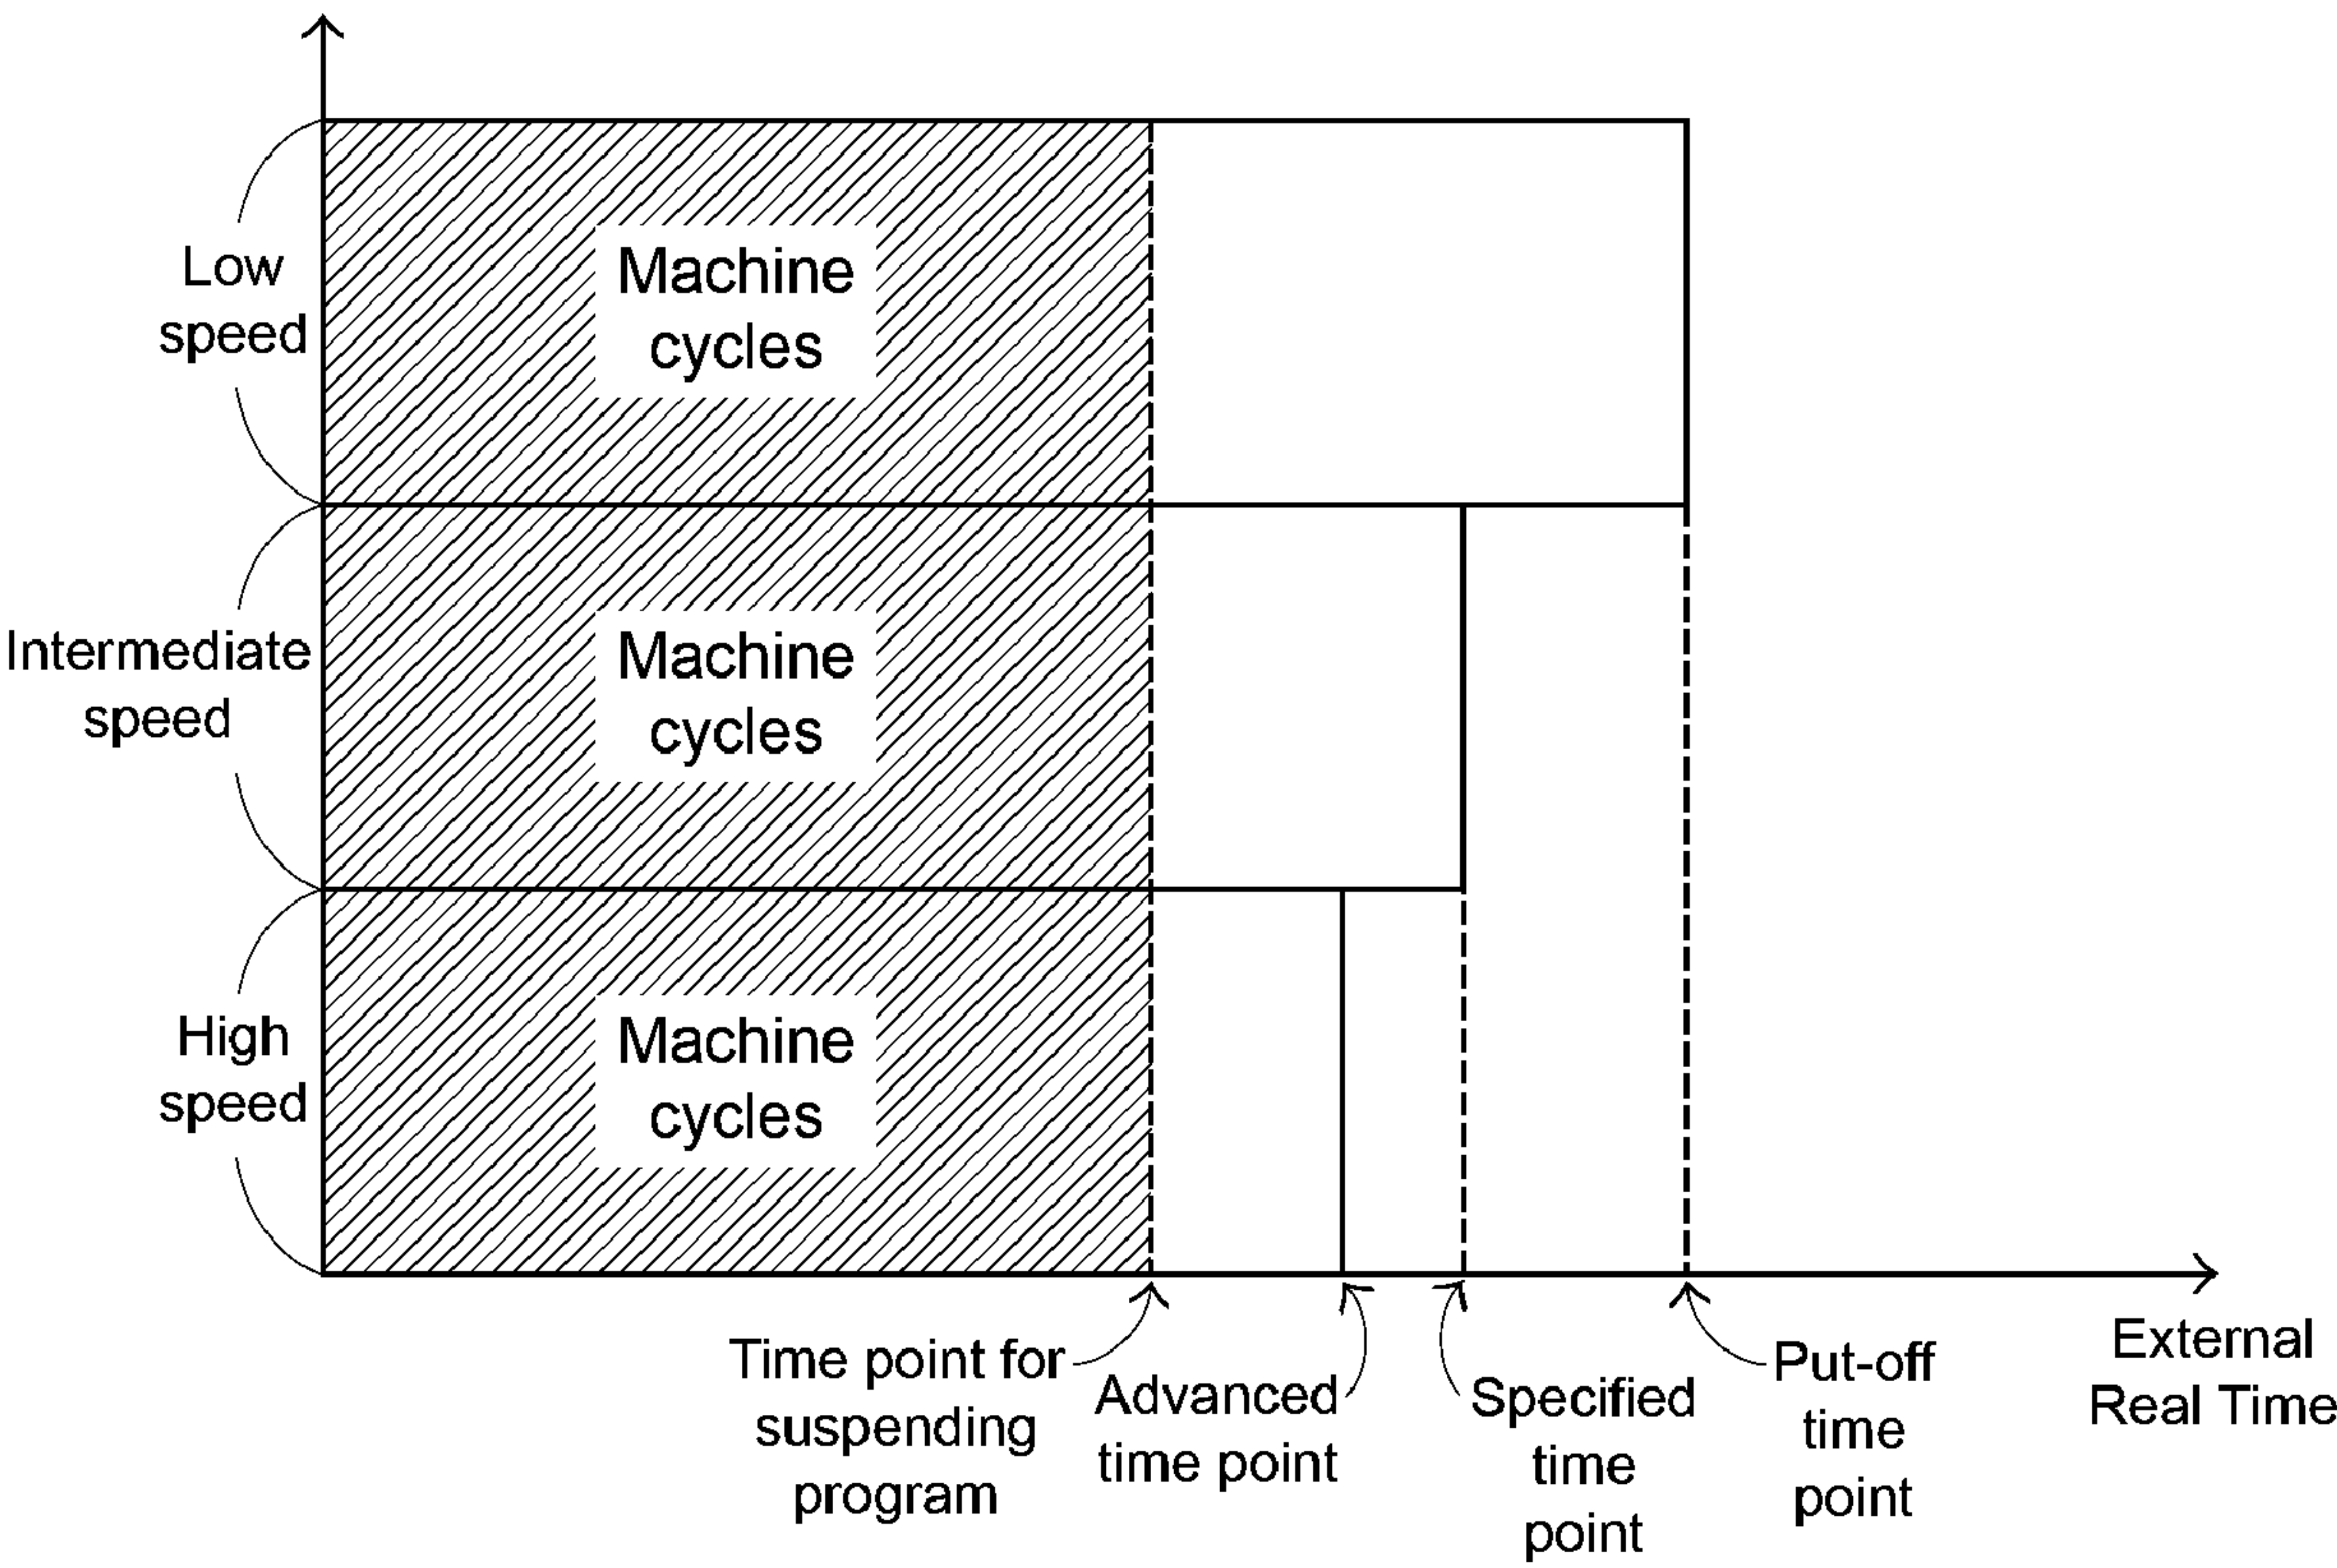 Low
speed
Machine
cycles
Intermediate
speed
Machine
cycles
High
speed
Machine
cycles
Time point for
suspending
program
Advanced
time point
Specified
time
point
Put-off
time
point
External
Real Time